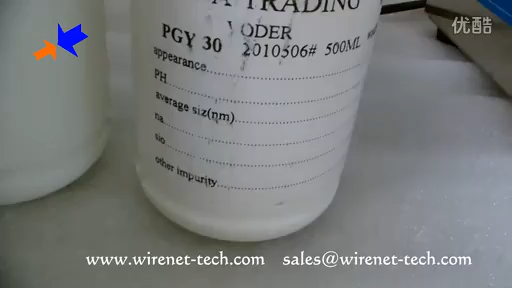 优酷
A TRADING
YODER
PGY 30 2010506# 500ML
appearance
PH
average siz(nm)
na
sio
other impurity
www.wirenet-tech.com sales@wirenet-tech.com